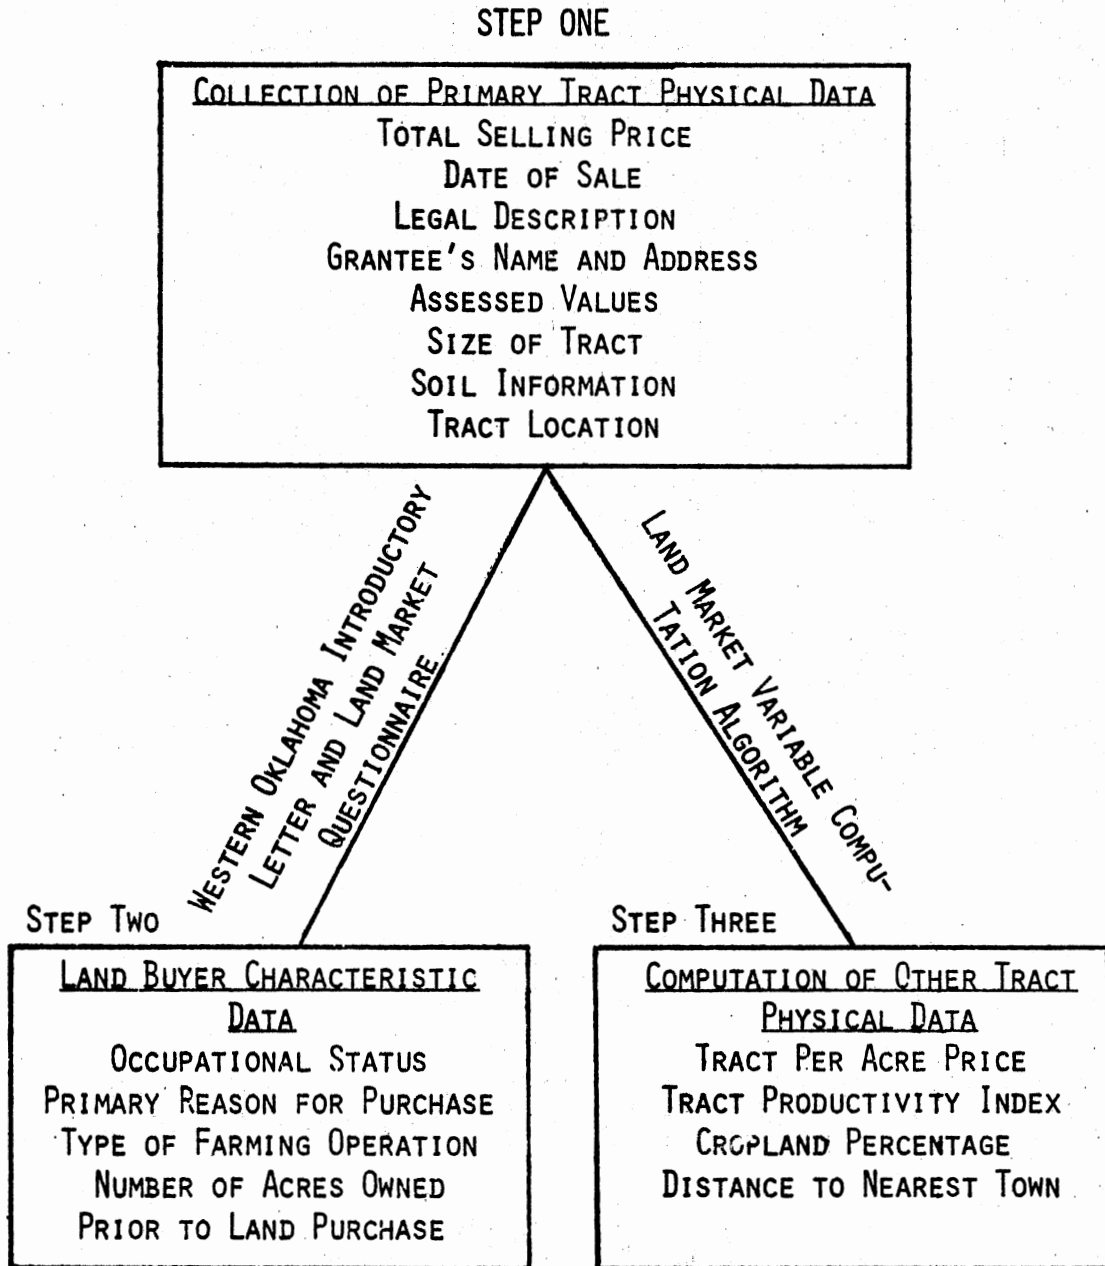 STEP ONE
COLLECTION OF PRIMARY TRACT PHYSICAL DATA
TOTAL SELLING PRICE
DATE OF SALE
LEGAL DESCRIPTION
GRANTEE'S NAME AND ADDRESS
ASSESSED VALUES
SIZE OF TRACT
SOIL INFORMATION
TRACT LOCATION
WESTERN OKLAHOMA INTRODUCTORY
LETTER AND LAND MARKET
QUESTIONNAIRE
LAND MARKET VARIABLE COMPU-
TATION ALGORITHM
STEP TWO
LAND BUYER CHARACTERISTIC
DATA
OCCUPATIONAL STATUS
PRIMARY REASON FOR PURCHASE
TYPE OF FARMING OPERATION
NUMBER OF ACRES OWNED
PRIOR TO LAND PURCHASE
STEP THREE
COMPUTATION OF OTHER TRACT
PHYSICAL DATA
TRACT PER ACRE PRICE
TRACT PRODUCTIVITY INDEX
CROPLAND PERCENTAGE
DISTANCE TO NEAREST TOWN